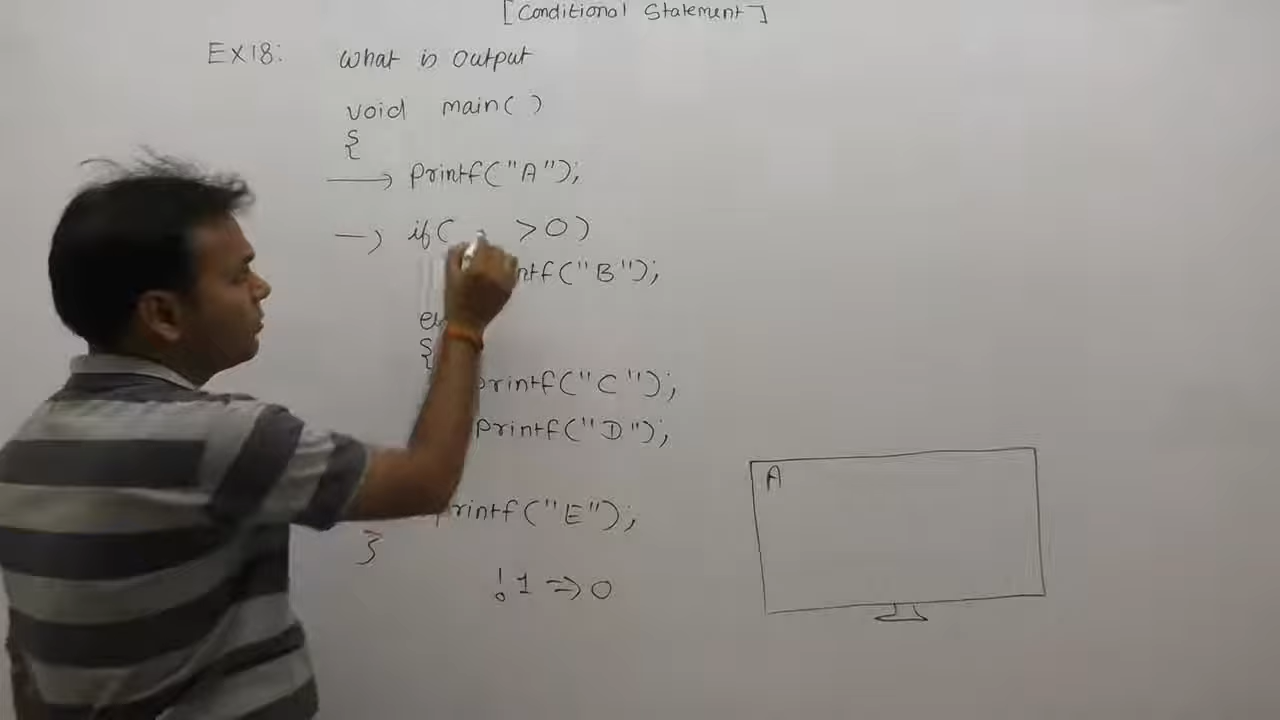 [Conditional Statement]
EX18: What is output
void main( )
{
→ printf("A");
→ if( >0)
ntf("B");
{
printf("C");
printf("D");
printf("E");
}
!1 => 0
A